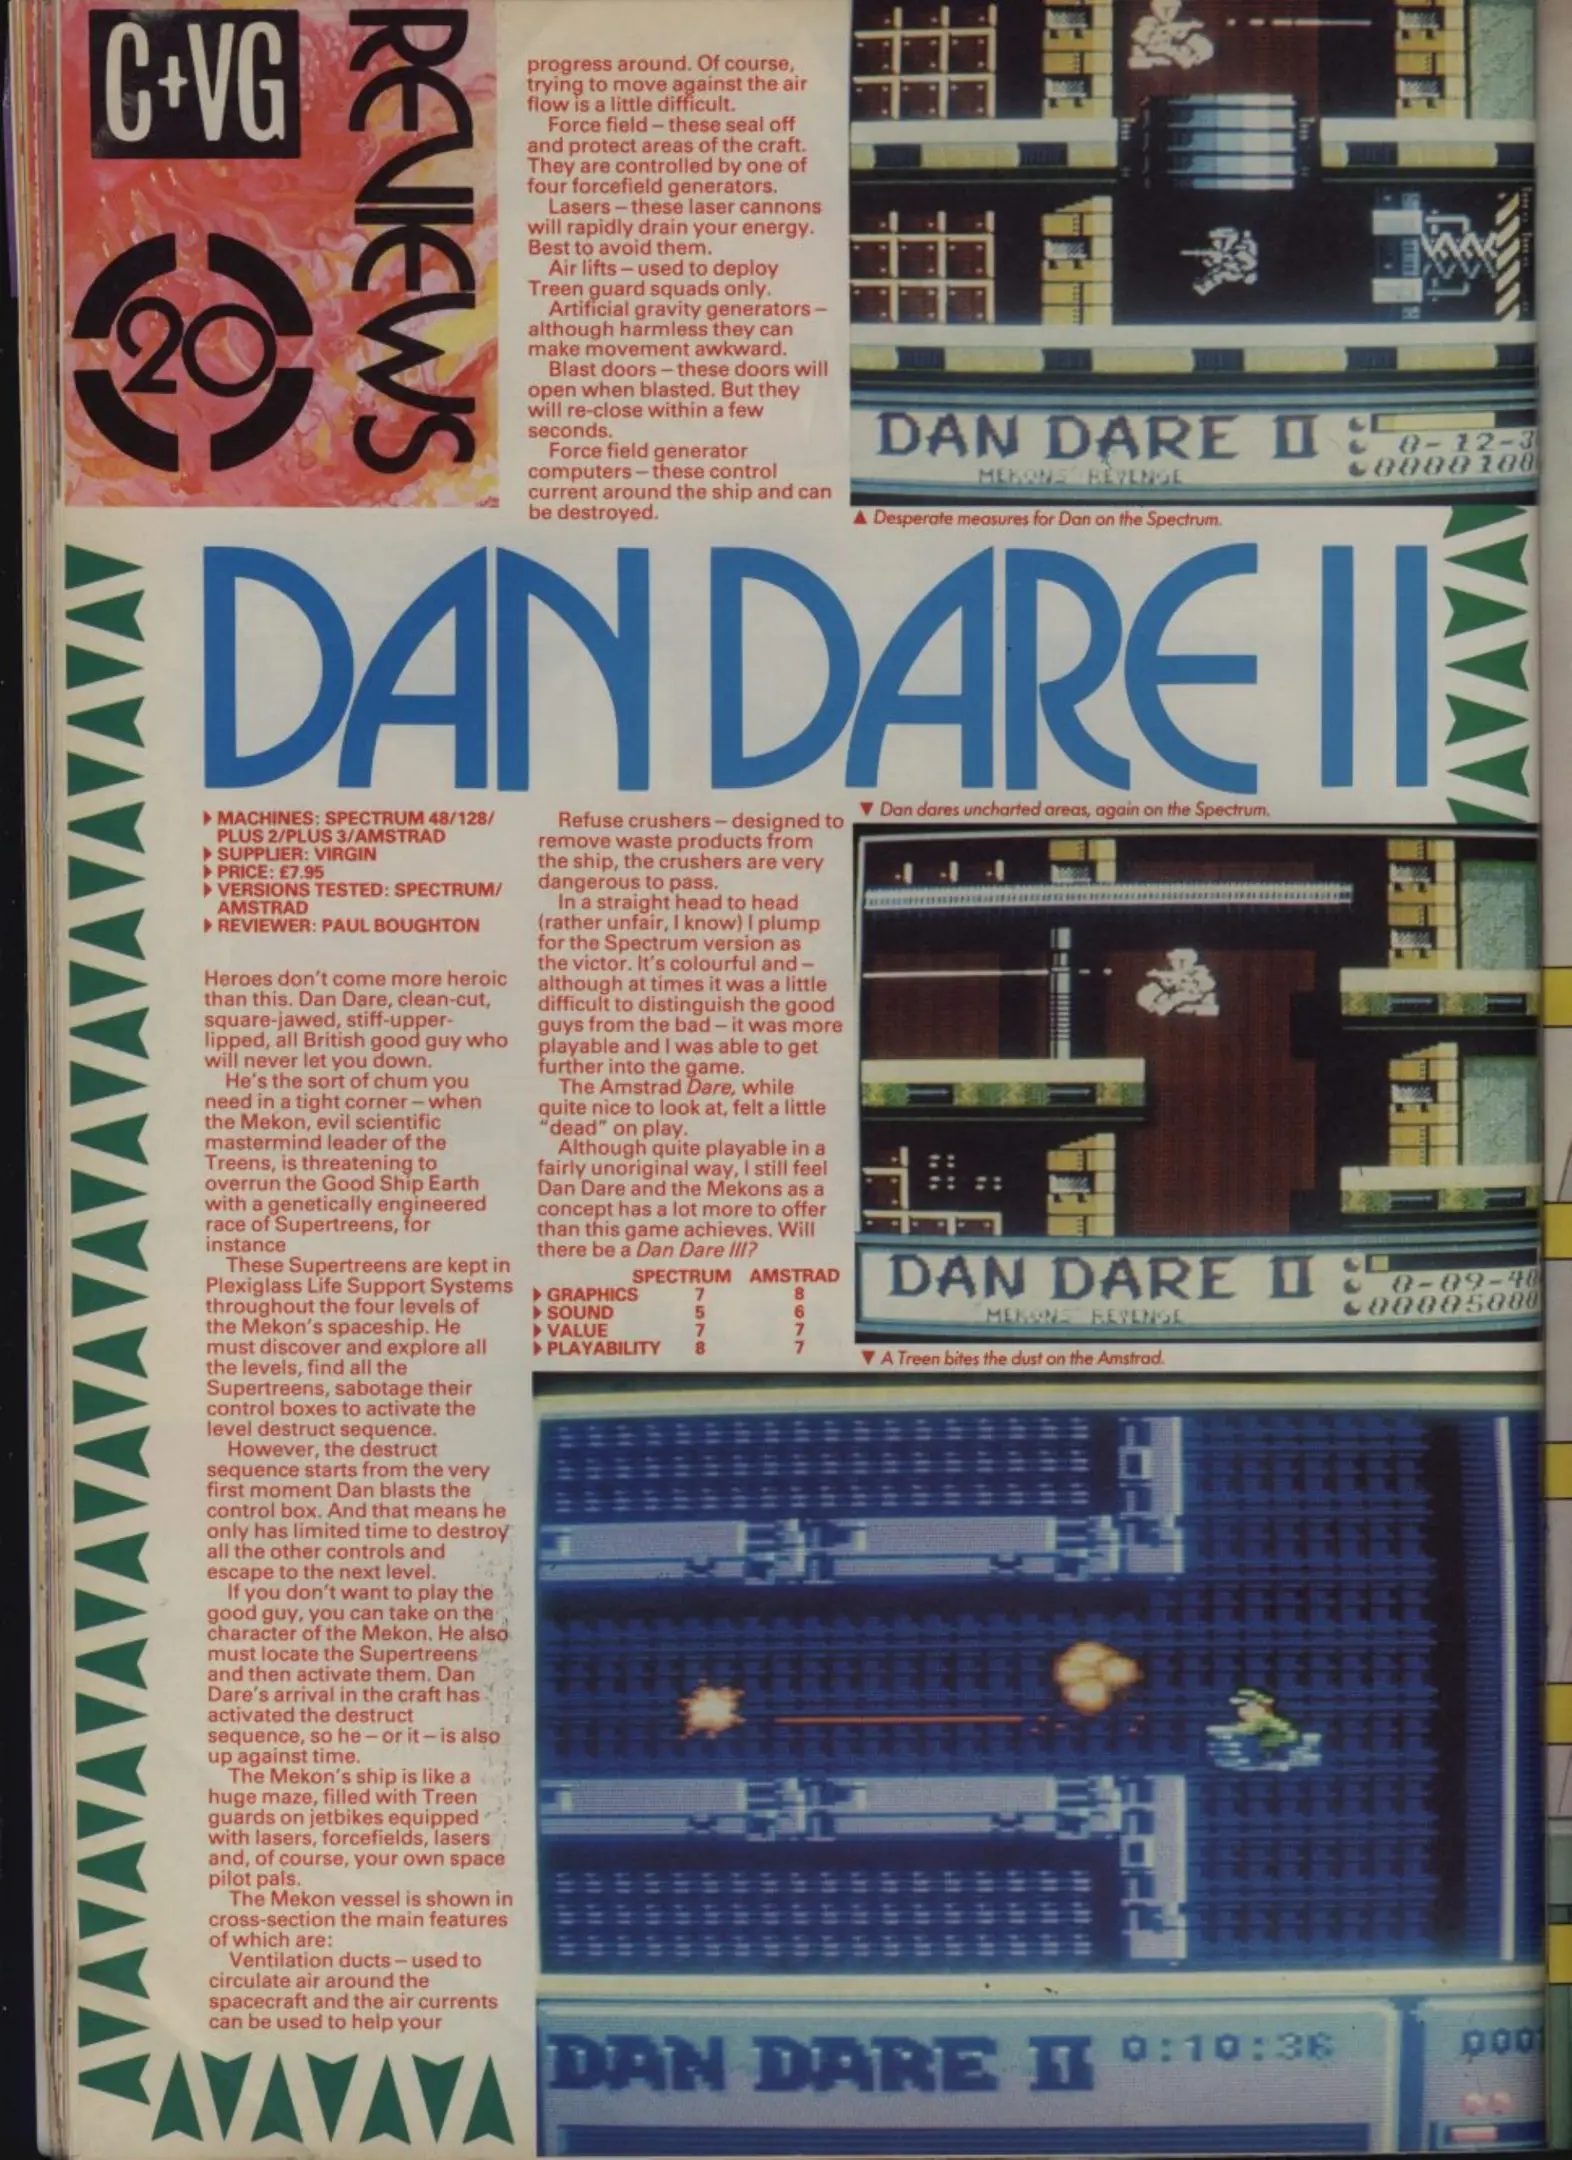 C+VG
REVIEWS
20
DAN DARE II
MACHINES: SPECTRUM 48/128/
PLUS 2/PLUS 3/AMSTRAD
SUPPLIER: VIRGIN
PRICE: £7.95
VERSIONS TESTED: SPECTRUM/
AMSTRAD
REVIEWER: PAUL BOUGHTON
Heroes don't come more heroic
than this. Dan Dare, clean-cut,
square-jawed, stiff-upper-
lipped, all British good guy who
will never let you down.
He's the sort of chum you
need in a tight corner – when
the Mekon, evil scientific
mastermind leader of the
Treens, is threatening to
overrun the Good Ship Earth
with a genetically engineered
race of Supertreens, for
instance
These Supertreens are kept in
Plexiglass Life Support Systems
throughout the four levels of
the Mekon's spaceship. He
must discover and explore all
the levels, find all the
Supertreens, sabotage their
control boxes to activate the
level destruct sequence.
However, the destruct
sequence starts from the very
first moment Dan blasts the
control box. And that means he
only has limited time to destroy
all the other controls and
escape to the next level.
If you don't want to play the
good guy, you can take on the
character of the Mekon. He also
must locate the Supertreens
and then activate them. Dan
Dare's arrival in the craft has
activated the destruct
sequence, so he – or it – is also
up against time.
The Mekon's ship is like a
huge maze, filled with Treen
guards on jetbikes equipped
with lasers, forcefields, lasers
and, of course, your own space
pilot pals.
The Mekon vessel is shown in
cross-section the main features
of which are:
Ventilation ducts – used to
circulate air around the
spacecraft and the air currents
can be used to help your
progress around. Of course,
trying to move against the air
flow is a little difficult.
Force field – these seal off
and protect areas of the craft.
They are controlled by one of
four forcefield generators.
Lasers – these laser cannons
will rapidly drain your energy.
Best to avoid them.
Air lifts – used to deploy
Treen guard squads only.
Artificial gravity generators –
although harmless they can
make movement awkward.
Blast doors – these doors will
open when blasted. But they
will re-close within a few
seconds.
Force field generator
computers – these control
current around the ship and can
be destroyed.
Refuse crushers – designed to
remove waste products from
the ship, the crushers are very
dangerous to pass.
In a straight head to head
(rather unfair, I know) I plump
for the Spectrum version as
the victor. It's colourful and –
although at times it was a little
difficult to distinguish the good
guys from the bad – it was more
playable and I was able to get
further into the game.
The Amstrad Dare, while
quite nice to look at, felt a little
"dead" on play.
Although quite playable in a
fairly unoriginal way, I still feel
Dan Dare and the Mekons as a
concept has a lot more to offer
than this game achieves. Will
there be a Dan Dare III?
SPECTRUM AMSTRAD
GRAPHICS 7 8
SOUND 5 6
VALUE 7 7
PLAYABILITY 8 7
DAN DARE II
MEKONS' REVENGE
0-12-3
0000100
▲ Desperate measures for Dan on the Spectrum.
▼ Dan dares uncharted areas, again on the Spectrum.
DAN DARE II
MEKONS' REVENGE
0-09-40
00005000
▼ A Treen bites the dust on the Amstrad.
DAN DARE II 0:10:36